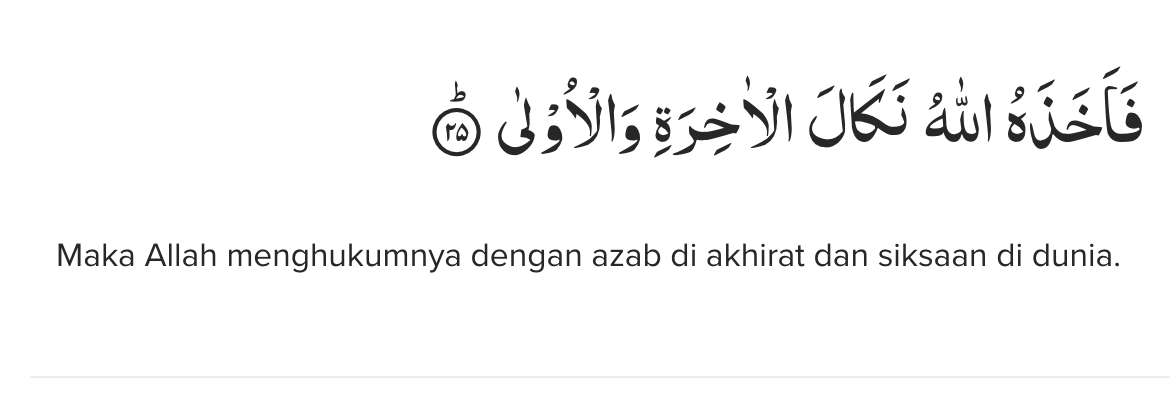 فَاَخَذَهُ اللّٰهُ نَكَالَ الْاٰخِرَةِ وَالْاُوْلٰىۗ ٢٥
Maka Allah menghukumnya dengan azab di akhirat dan siksaan di dunia.